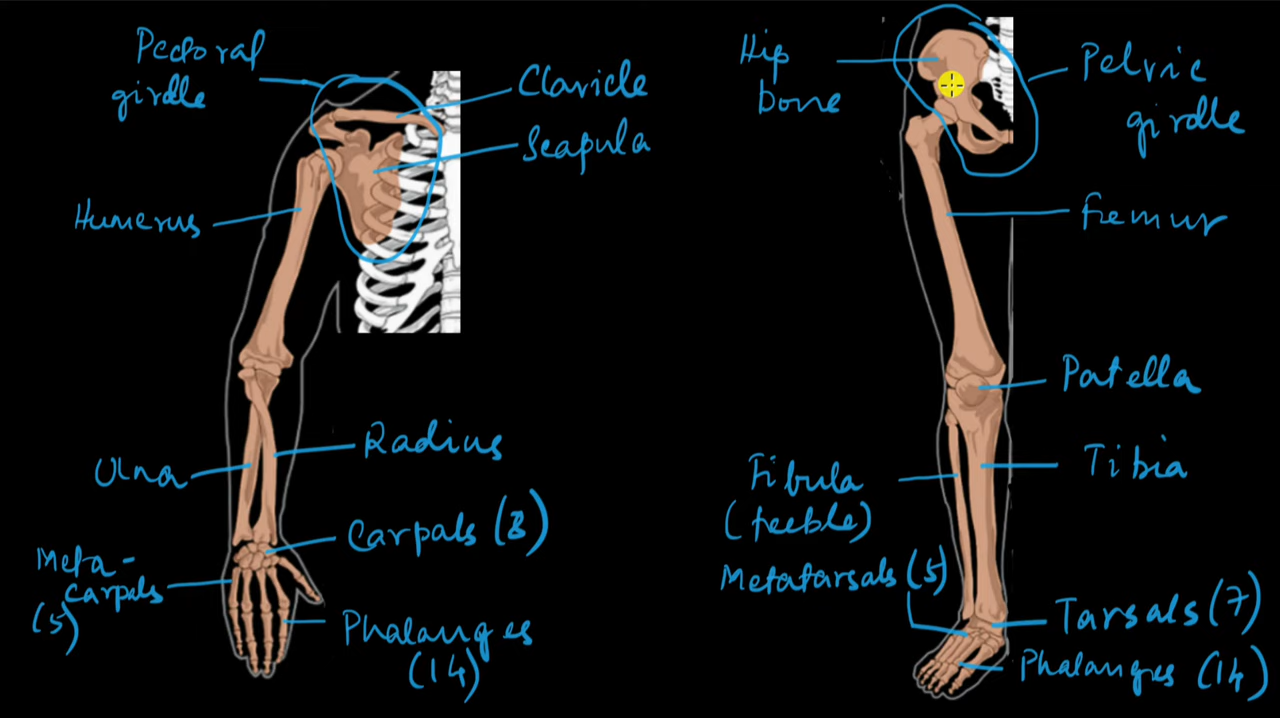 Pectoral
girdle
Clavicle
Scapula
Humerus
Ulna
Radius
Carpals (8)
Meta-
carpals
(5)
Phalanges
(14)
Hip
bone
Pelvic
girdle
Femur
Patella
Tibia
Fibula
(feeble)
Metatarsals (5)
Tarsals (7)
Phalanges (14)